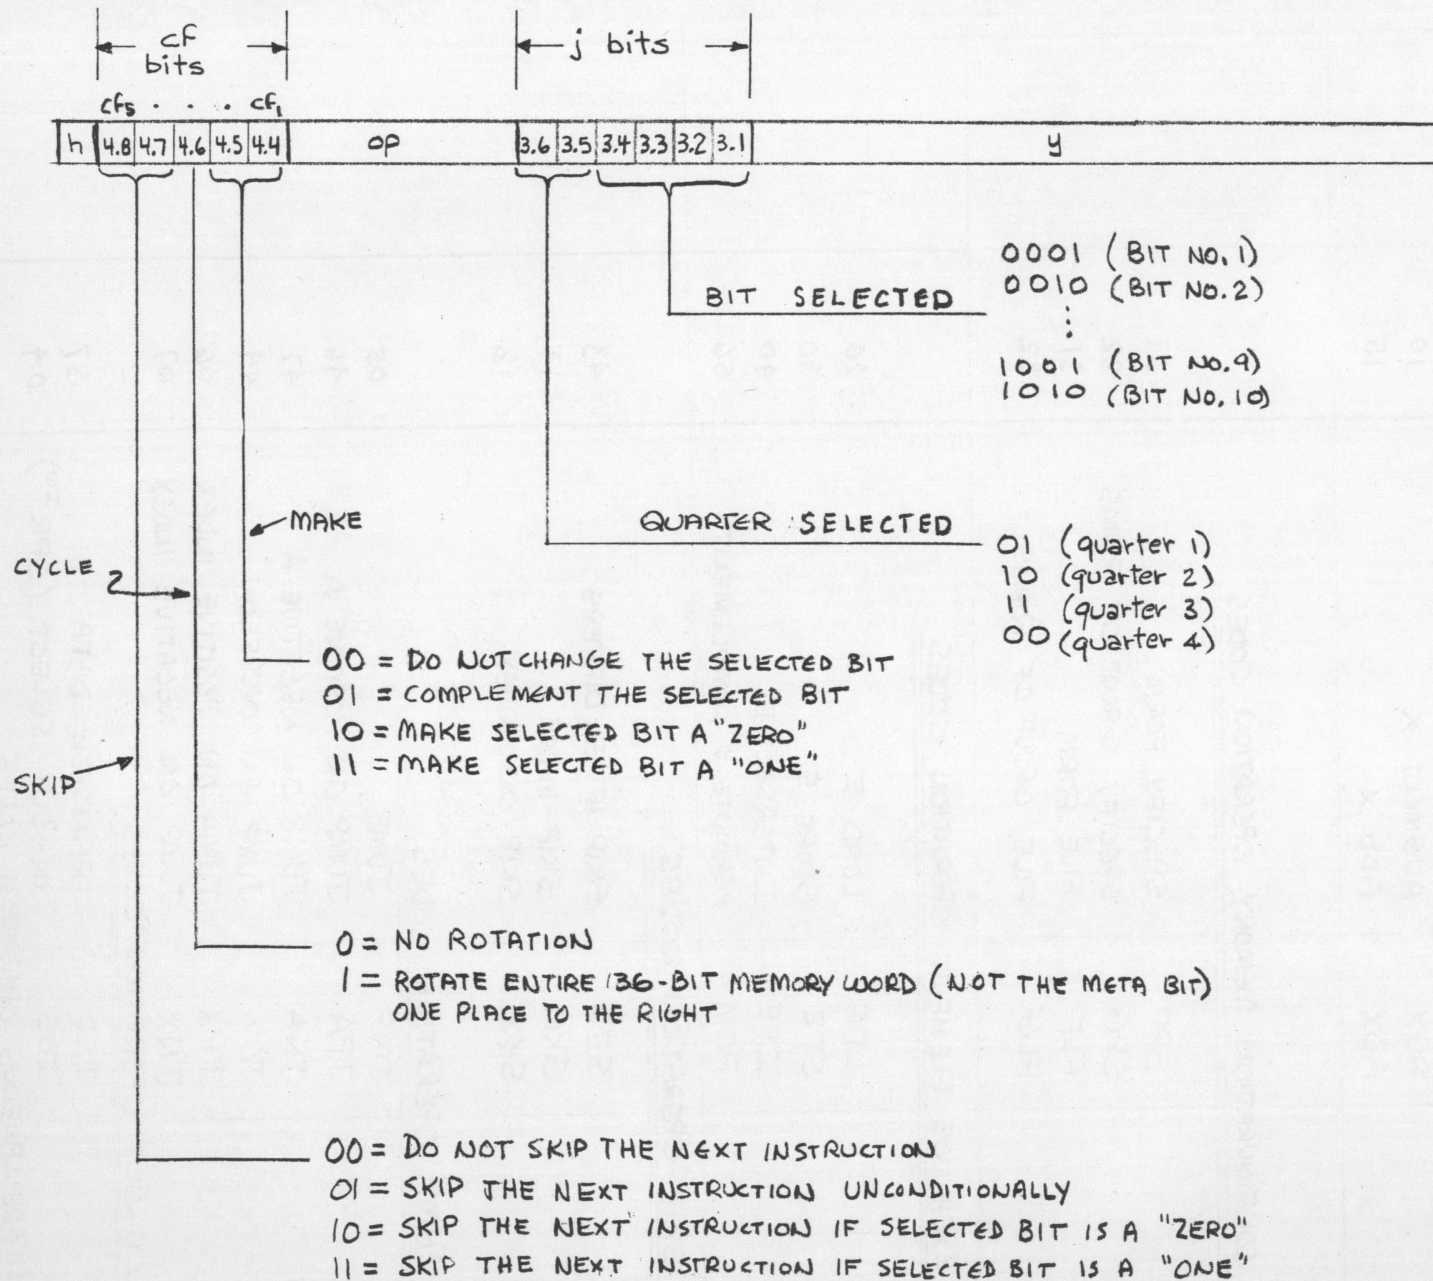 cf bits
j bits
cf5 . . . cf1
h 4.8 4.7 4.6 4.5 4.4 op 3.6 3.5 3.4 3.3 3.2 3.1 y
BIT SELECTED
0001 (BIT NO. 1)
0010 (BIT NO. 2)
⋮
1001 (BIT NO. 9)
1010 (BIT NO. 10)
MAKE
QUARTER SELECTED
01 (quarter 1)
10 (quarter 2)
11 (quarter 3)
00 (quarter 4)
CYCLE
00 = DO NOT CHANGE THE SELECTED BIT
01 = COMPLEMENT THE SELECTED BIT
10 = MAKE SELECTED BIT A "ZERO"
11 = MAKE SELECTED BIT A "ONE"
SKIP
0 = NO ROTATION
1 = ROTATE ENTIRE 36-BIT MEMORY WORD (NOT THE META BIT)
ONE PLACE TO THE RIGHT
00 = DO NOT SKIP THE NEXT INSTRUCTION
01 = SKIP THE NEXT INSTRUCTION UNCONDITIONALLY
10 = SKIP THE NEXT INSTRUCTION IF SELECTED BIT IS A "ZERO"
11 = SKIP THE NEXT INSTRUCTION IF SELECTED BIT IS A "ONE"